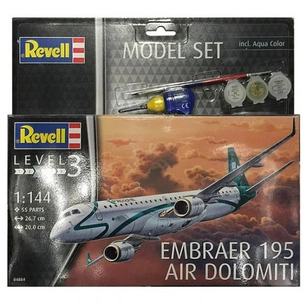 Revell
MODEL SET
incl. Aqua Color
Revell
LEVEL 3
1:144
55 PARTS
26,7 cm
20,0 cm
EMBRAER 195
AIR DOLOMITI